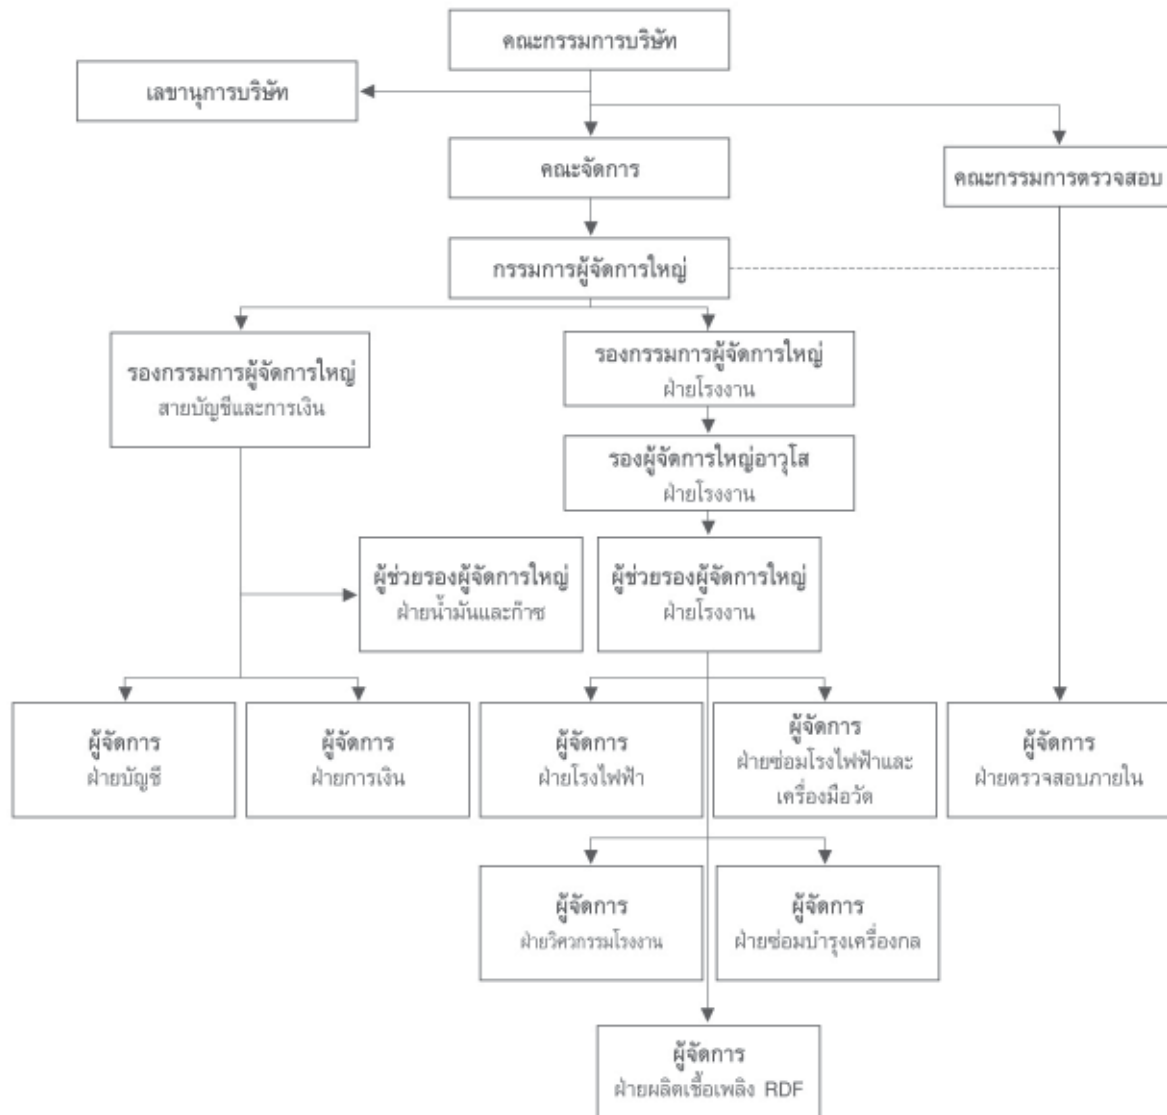 คณะกรรมการบริษัท
เลขานุการบริษัท
คณะจัดการ
คณะกรรมการตรวจสอบ
กรรมการผู้จัดการใหญ่
รองกรรมการผู้จัดการใหญ่
สายบัญชีและการเงิน
รองกรรมการผู้จัดการใหญ่
ฝ่ายโรงงาน
รองผู้จัดการใหญ่อาวุโส
ฝ่ายโรงงาน
ผู้ช่วยรองผู้จัดการใหญ่
ฝ่ายน้ำมันและก๊าซ
ผู้ช่วยรองผู้จัดการใหญ่
ฝ่ายโรงงาน
ผู้จัดการ
ฝ่ายบัญชี
ผู้จัดการ
ฝ่ายการเงิน
ผู้จัดการ
ฝ่ายโรงไฟฟ้า
ผู้จัดการ
ฝ่ายซ่อมโรงไฟฟ้าและ
เครื่องมือวัด
ผู้จัดการ
ฝ่ายตรวจสอบภายใน
ผู้จัดการ
ฝ่ายวิศวกรรมโรงงาน
ผู้จัดการ
ฝ่ายซ่อมบำรุงเครื่องกล
ผู้จัดการ
ฝ่ายผลิตเชื้อเพลิง RDF